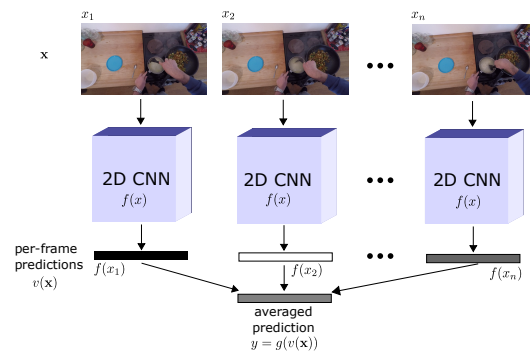 x₁ x₂ xₙ
x
2D CNN 2D CNN 2D CNN
f(x) f(x) f(x)
per-frame
predictions
v(x)
f(x₁) f(x₂) f(xₙ)
averaged
prediction
y = g(v(x))